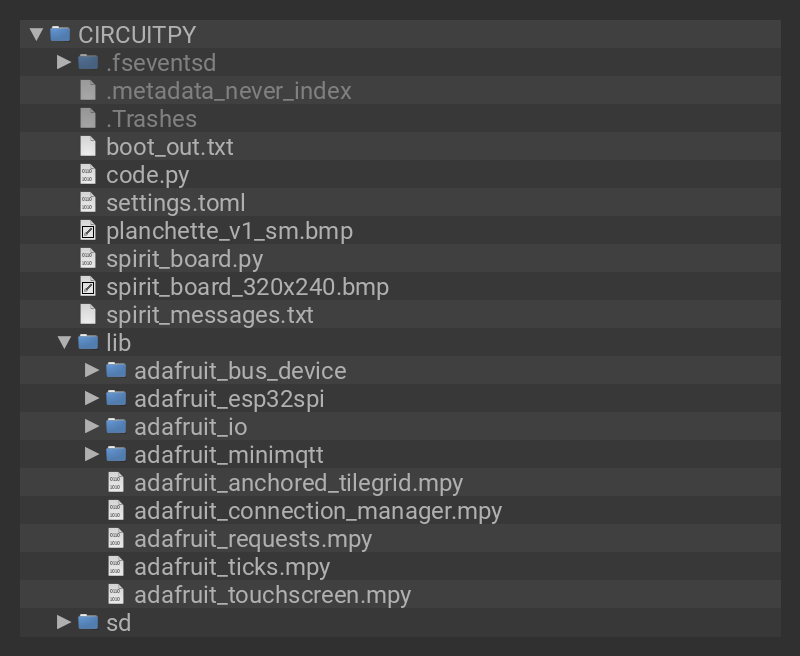 CIRCUITPY
.fseventsd
.metadata_never_index
.Trashes
boot_out.txt
code.py
settings.toml
planchette_v1_sm.bmp
spirit_board.py
spirit_board_320x240.bmp
spirit_messages.txt
lib
adafruit_bus_device
adafruit_esp32spi
adafruit_io
adafruit_minimqtt
adafruit_anchored_tilegrid.mpy
adafruit_connection_manager.mpy
adafruit_requests.mpy
adafruit_ticks.mpy
adafruit_touchscreen.mpy
sd